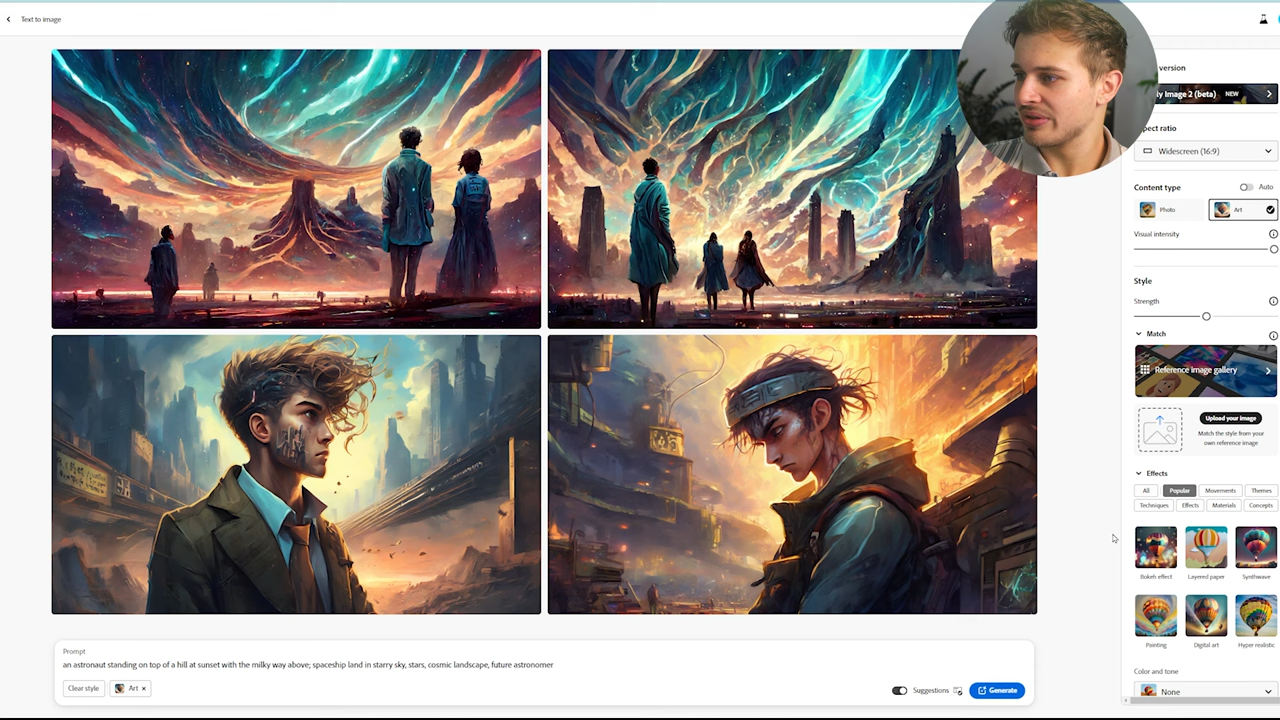 Text to image
version
ly Image 2 (beta) NEW
pect ratio
Widescreen (16:9)
Content type Auto
Photo Art
Visual intensity
Style
Strength
Match
Reference image gallery
Upload your image
Match the style from your
own reference image
Effects
All Popular Movements Themes
Techniques Effects Materials Concepts
Bokeh effect Layered paper Synthwave
Painting Digital art Hyper realistic
Color and tone
None
Prompt
an astronaut standing on top of a hill at sunset with the milky way above; spaceship land in starry sky, stars, cosmic landscape, future astronomer
Clear style Art × Suggestions Generate